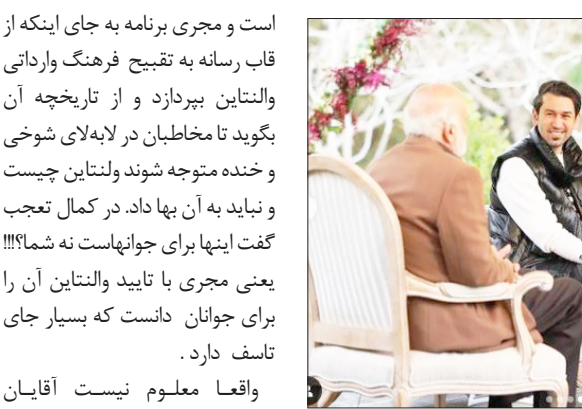 است و مجری برنامه به جای اینکه از
قاب رسانه به تقبیح فرهنگ وارداتی
والنتاین بپردازد و از تاریخچه آن
بگوید تا مخاطبان در لابه‌لای شوخی
و خنده متوجه شوند ولنتاین چیست
و نباید به آن بها داد. در کمال تعجب
گفت اینها برای جوانهاست نه شما؟!!!
یعنی مجری با تایید والنتاین آن را
برای جوانان دانست که بسیار جای
تاسف دارد .
واقعا معلوم نیست آقایان